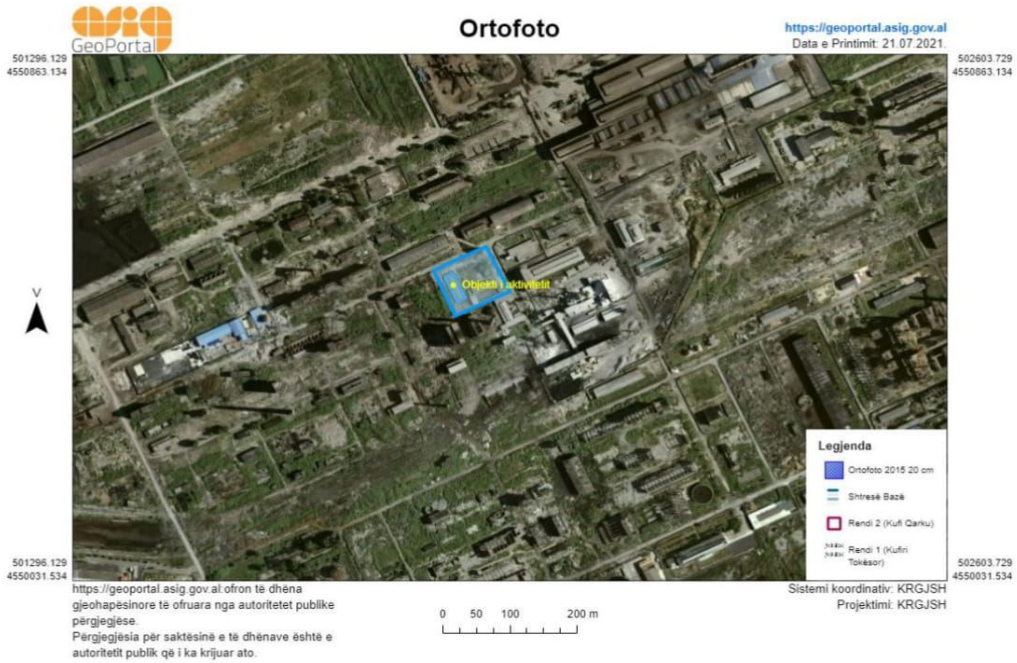 asig
GeoPortal
Ortofoto
https://geoportal.asig.gov.al
Data e Printimit: 21.07.2021.
501296.129
4550863.134
502603.729
4550863.134
Objekti i aktivitetit
V
Legjenda
Ortofoto 2015 20 cm
Shtresë Bazë
Rendi 2 (Kufi Qarku)
Rendi 1 (Kufiri
Tokësor)
501296.129
4550031.534
502603.729
4550031.534
https://geoportal.asig.gov.al:ofron të dhëna
gjeohapësinore të ofruara nga autoritetet publike
përgjegjëse.
Përgjegjësia për saktësinë e të dhënave është e
autoritetit publik që i ka krijuar ato.
0 50 100 200 m
Sistemi koordinativ: KRGJSH
Projektimi: KRGJSH